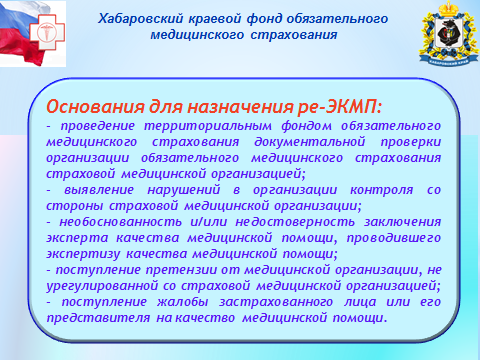 Хабаровский краевой фонд обязательного
медицинского страхования
Основания для назначения ре-ЭКМП:
- проведение территориальным фондом обязательного
медицинского страхования документальной проверки
организации обязательного медицинского страхования
страховой медицинской организацией;
- выявление нарушений в организации контроля со
стороны страховой медицинской организации;
- необоснованность и/или недостоверность заключения
эксперта качества медицинской помощи, проводившего
экспертизу качества медицинской помощи;
- поступление претензии от медицинской организации, не
урегулированной со страховой медицинской организацией;
- поступление жалобы застрахованного лица или его
представителя на качество медицинской помощи.